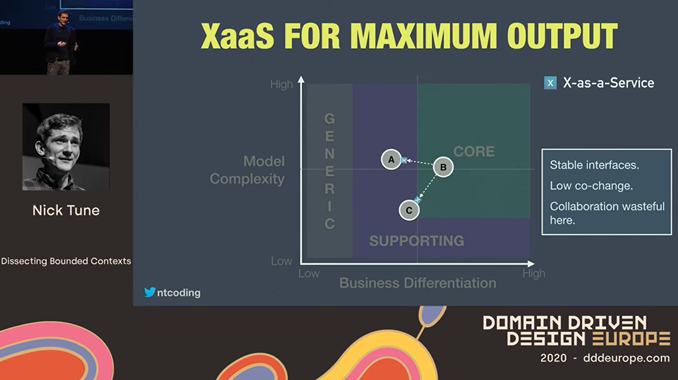 Business Differen
XaaS FOR MAXIMUM OUTPUT
High
X X-as-a-Service
GENERIC
A
B
CORE
Model
Complexity
Stable interfaces.
Low co-change.
Collaboration wasteful
here.
C
SUPPORTING
Low
Low
High
Business Differentiation
Nick Tune
Dissecting Bounded Contexts
ntcoding
DOMAIN DRIVEN
DESIGN EUROPE
2020 - dddeurope.com